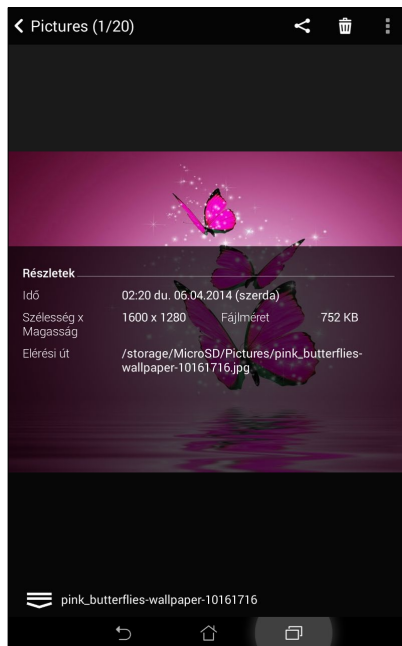 Pictures (1/20)
Részletek
Idő 02:20 du. 06.04.2014 (szerda)
Szélesség x Magasság 1600 x 1280 Fájlméret 752 KB
Elérési út /storage/MicroSD/Pictures/pink_butterflies-
wallpaper-10161716.jpg
pink_butterflies-wallpaper-10161716